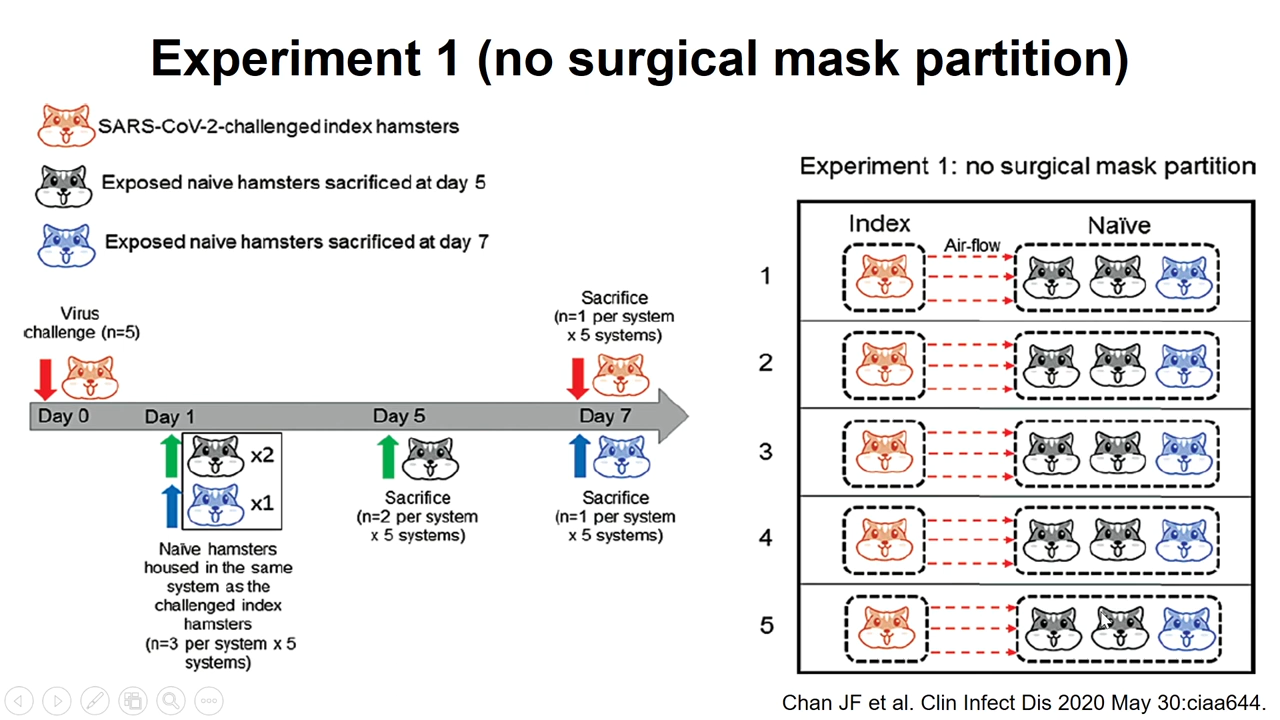 Experiment 1 (no surgical mask partition)
SARS-CoV-2-challenged index hamsters
Exposed naive hamsters sacrificed at day 5
Exposed naive hamsters sacrificed at day 7
Virus
challenge (n=5)
Sacrifice
(n=1 per system
x 5 systems)
Day 0
Day 1
Day 5
Day 7
x2
x1
Naïve hamsters
housed in the same
system as the
challenged index
hamsters
(n=3 per system x 5
systems)
Sacrifice
(n=2 per system
x 5 systems)
Sacrifice
(n=1 per system
x 5 systems)
Experiment 1: no surgical mask partition
Index
Air-flow
Naïve
1
2
3
4
5
Chan JF et al. Clin Infect Dis 2020 May 30:ciaa644.